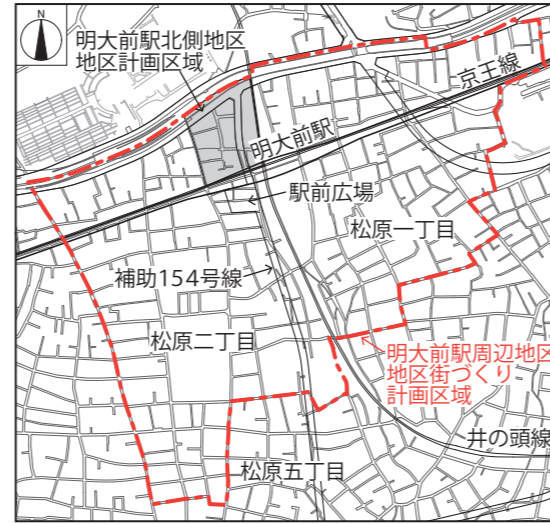 N
明大前駅北側地区
地区計画区域
京王線
明大前駅
駅前広場
松原一丁目
補助154号線
松原二丁目
明大前駅周辺地区
地区街づくり
計画区域
井の頭線
松原五丁目